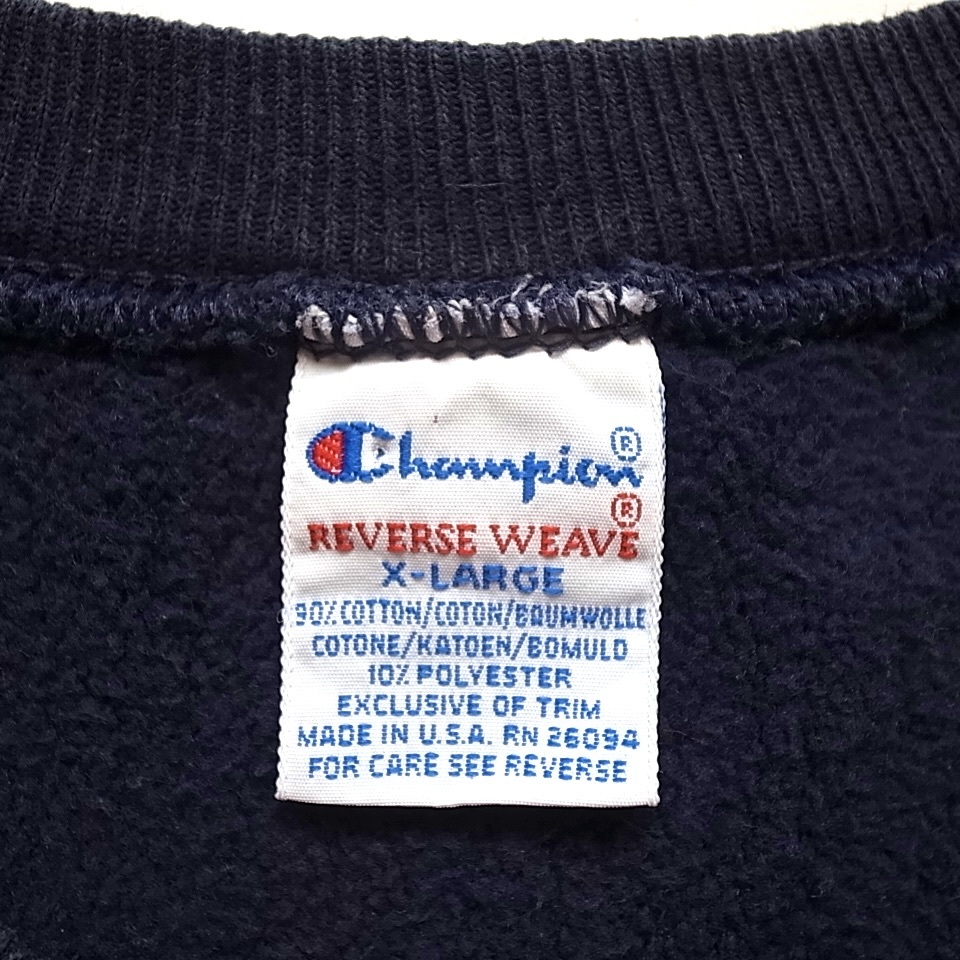 Champion®
REVERSE WEAVE®
X-LARGE
90% COTTON/COTON/BAUMWOLLE
COTONE/KATOEN/BOMULD
10% POLYESTER
EXCLUSIVE OF TRIM
MADE IN U.S.A. RN 26094
FOR CARE SEE REVERSE